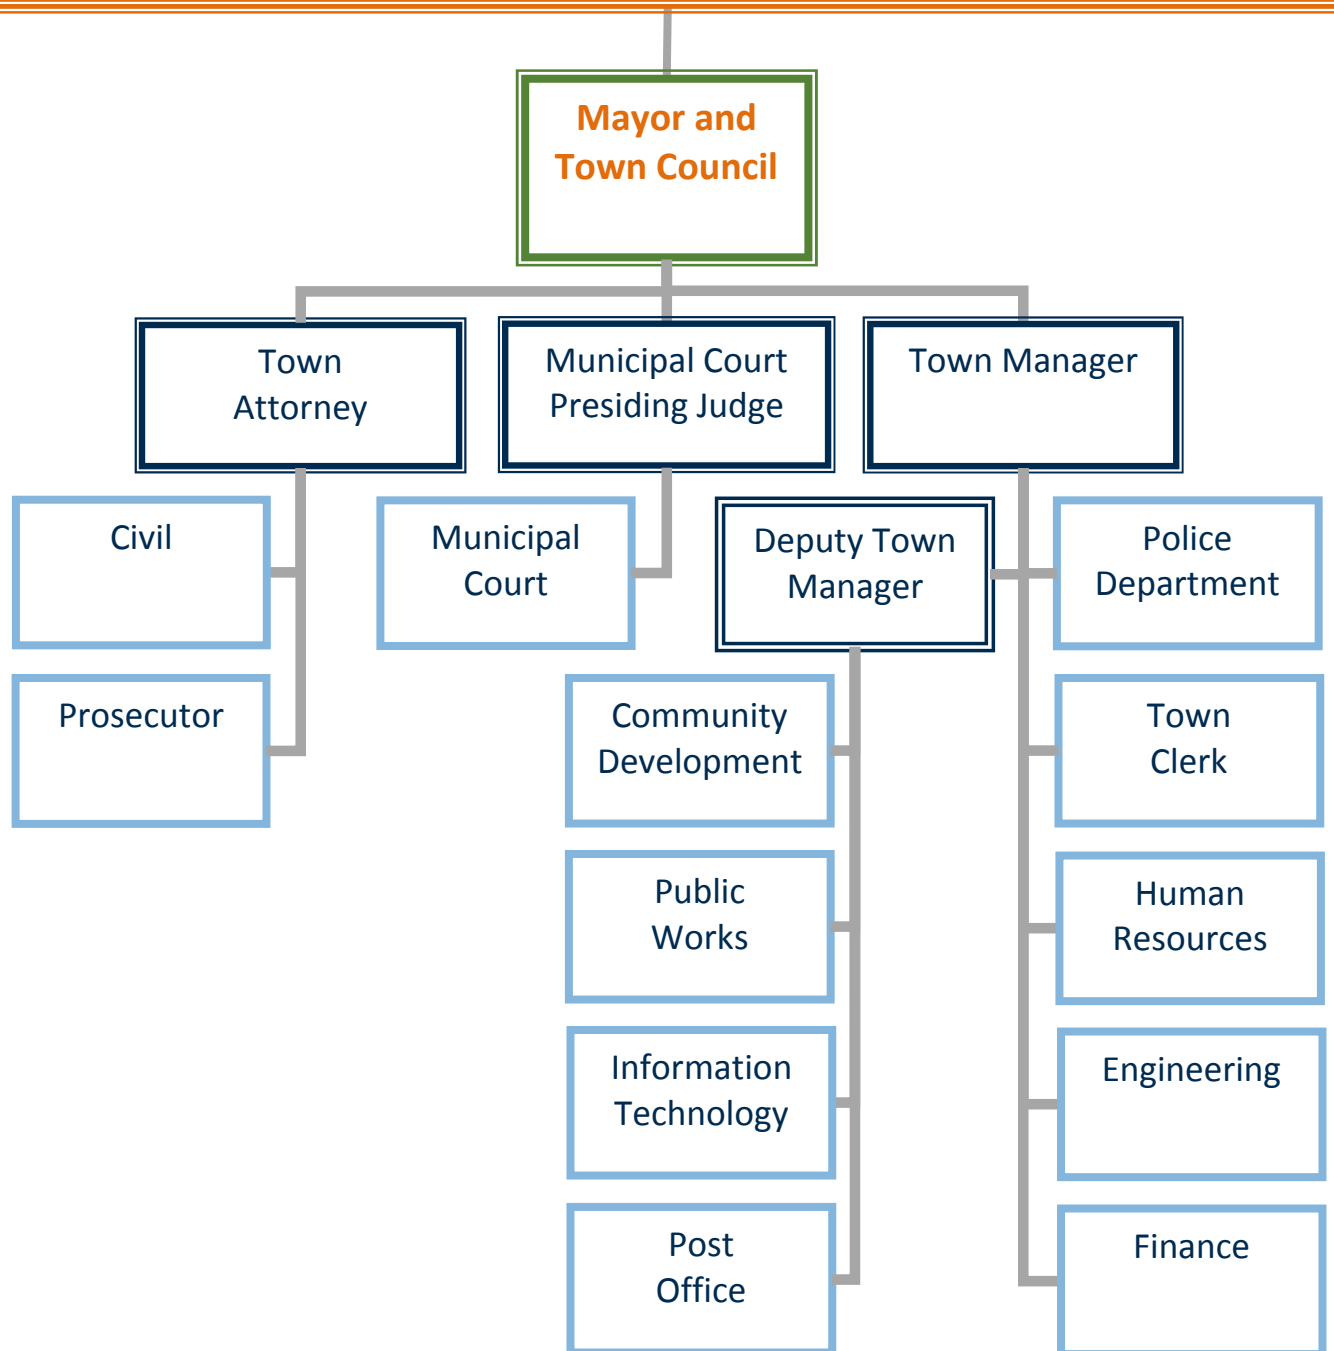 Mayor and
Town Council
Town
Attorney
Municipal Court
Presiding Judge
Town Manager
Civil
Municipal
Court
Deputy Town
Manager
Police
Department
Prosecutor
Community
Development
Town
Clerk
Public
Works
Human
Resources
Information
Technology
Engineering
Post
Office
Finance